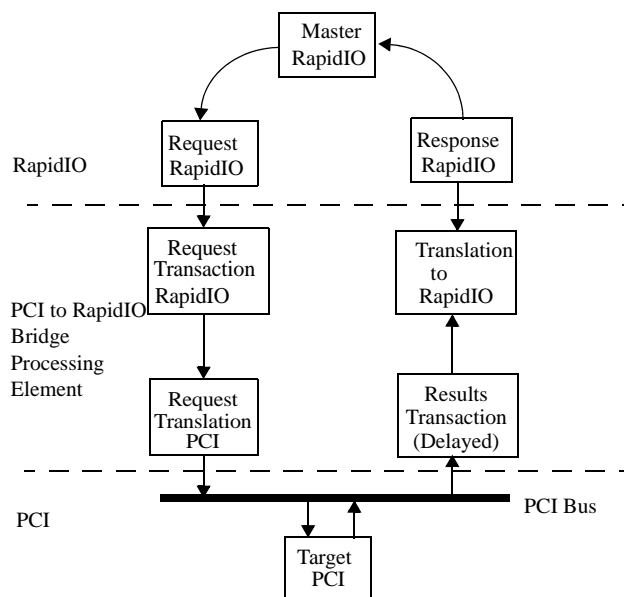 Master
RapidIO
Request
RapidIO
Response
RapidIO
RapidIO
Request
Transaction
RapidIO
Translation
to
RapidIO
PCI to RapidIO
Bridge
Processing
Element
Request
Translation
PCI
Results
Transaction
(Delayed)
PCI
PCI Bus
Target
PCI